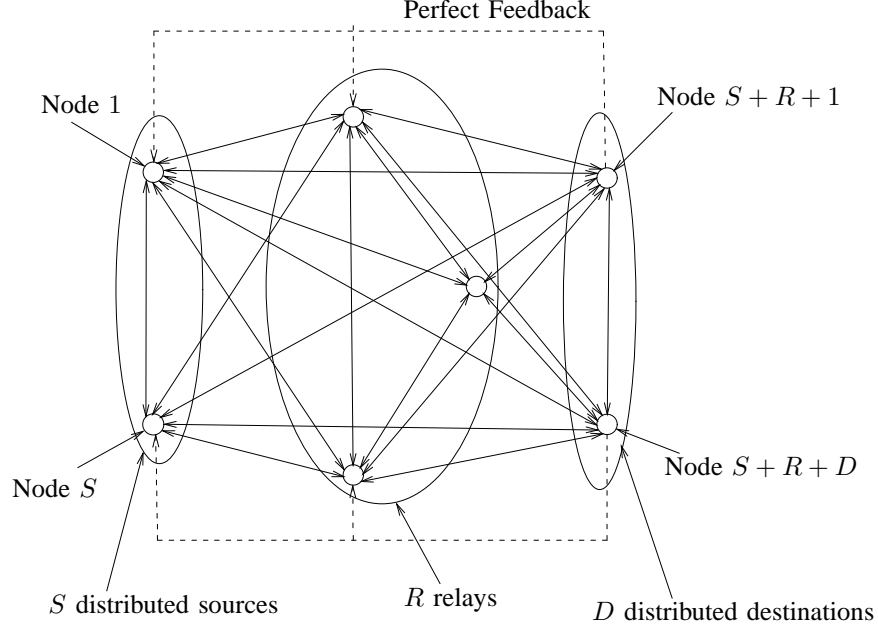 Perfect Feedback
Node 1
Node S + R + 1
Node S
Node S + R + D
S distributed sources
R relays
D distributed destinations